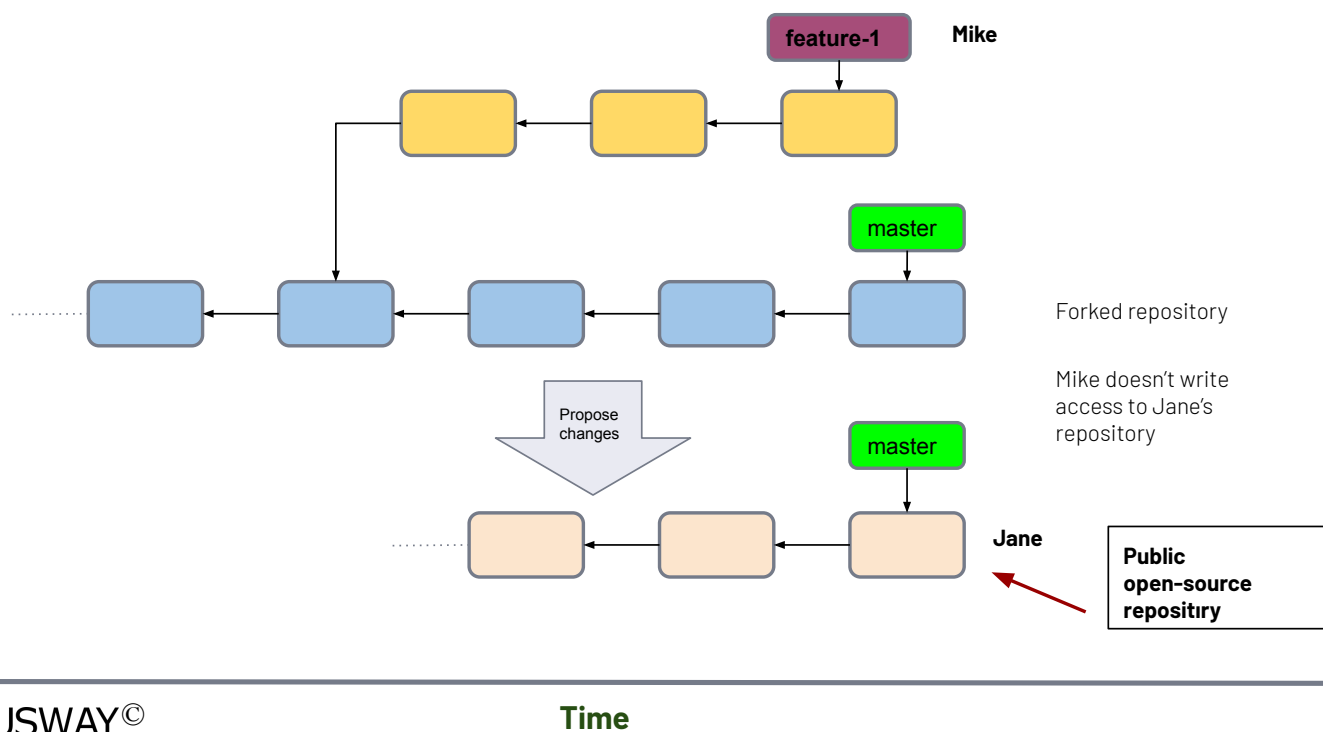 feature-1
Mike
master
Forked repository
Mike doesn’t write
access to Jane’s
repository
Propose
changes
master
Jane
Public
open-source
repositıry
USWAY©
Time